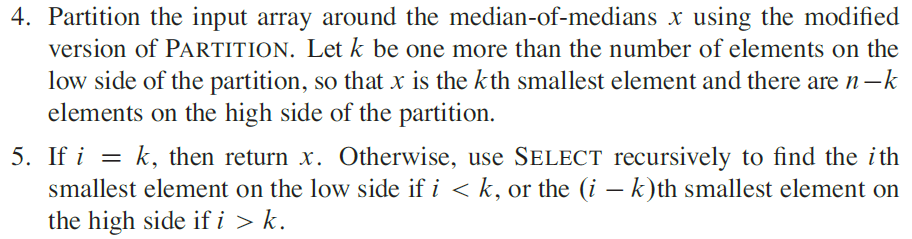 4. Partition the input array around the median-of-medians x using the modified
version of PARTITION. Let k be one more than the number of elements on the
low side of the partition, so that x is the kth smallest element and there are n−k
elements on the high side of the partition.
5. If i = k, then return x. Otherwise, use SELECT recursively to find the ith
smallest element on the low side if i < k, or the (i − k)th smallest element on
the high side if i > k.